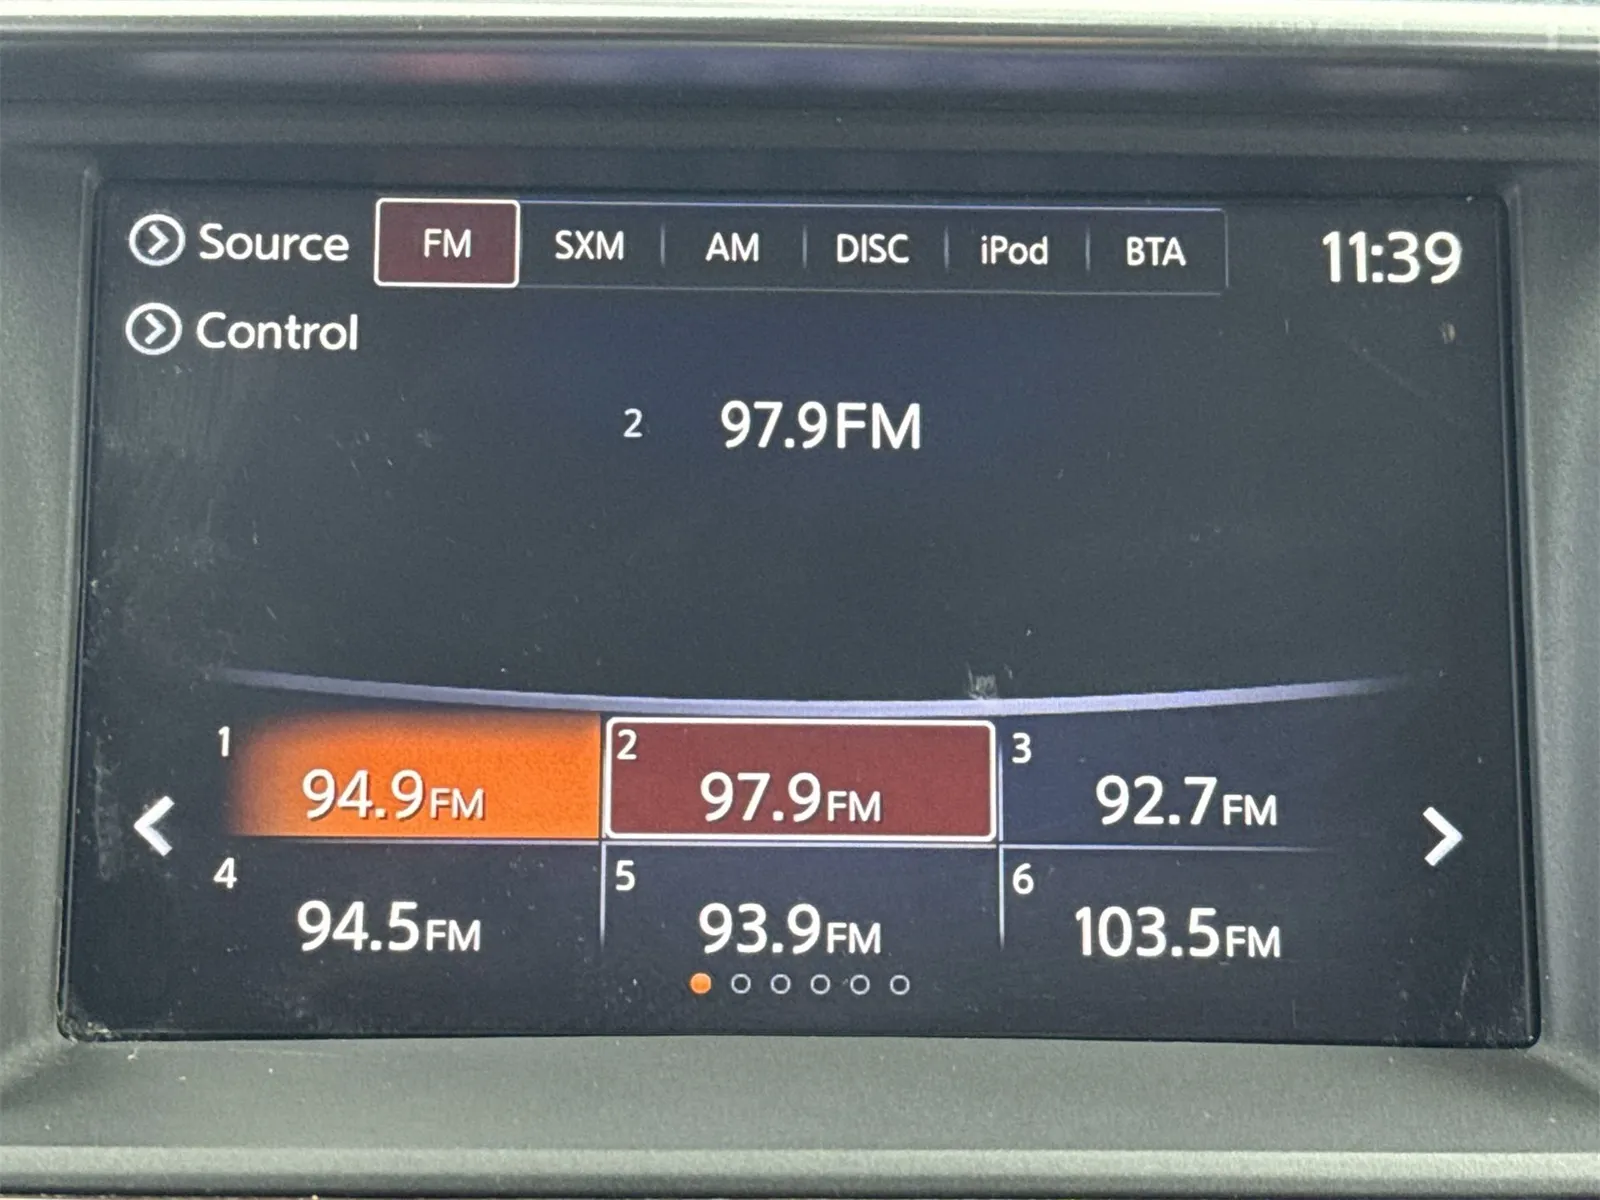 Source FM SXM AM DISC iPod BTA 11:39
Control
2 97.9FM
1 2 3
94.9FM 97.9FM 92.7FM
4 5 6
94.5FM 93.9FM 103.5FM